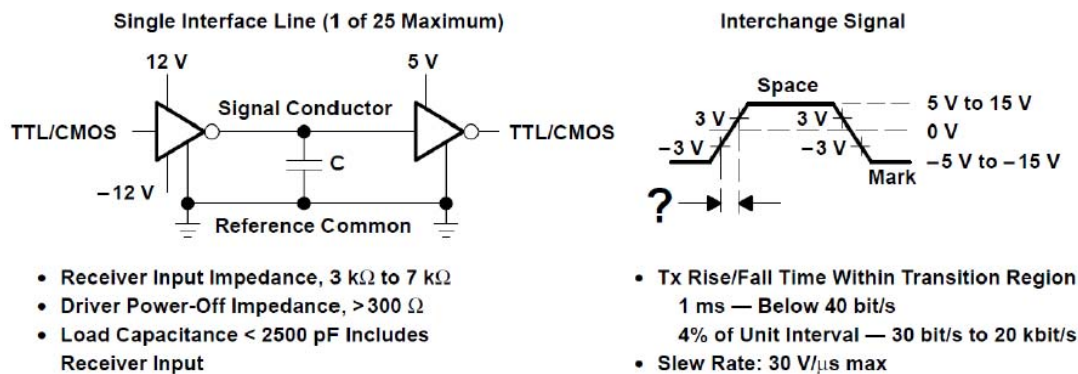 Single Interface Line (1 of 25 Maximum)
12 V
5 V
Signal Conductor
TTL/CMOS
TTL/CMOS
C
–12 V
Reference Common
• Receiver Input Impedance, 3 kΩ to 7 kΩ
• Driver Power-Off Impedance, >300 Ω
• Load Capacitance < 2500 pF Includes
Receiver Input
Interchange Signal
Space
5 V to 15 V
3 V
3 V
0 V
–3 V
–3 V
–5 V to –15 V
Mark
?
• Tx Rise/Fall Time Within Transition Region
1 ms — Below 40 bit/s
4% of Unit Interval — 30 bit/s to 20 kbit/s
• Slew Rate: 30 V/μs max